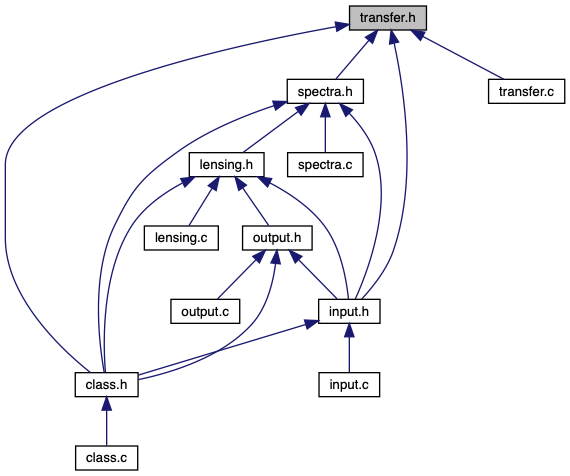 transfer.h
spectra.h
transfer.c
lensing.h
spectra.c
lensing.c
output.h
output.c
input.h
class.h
input.c
class.c